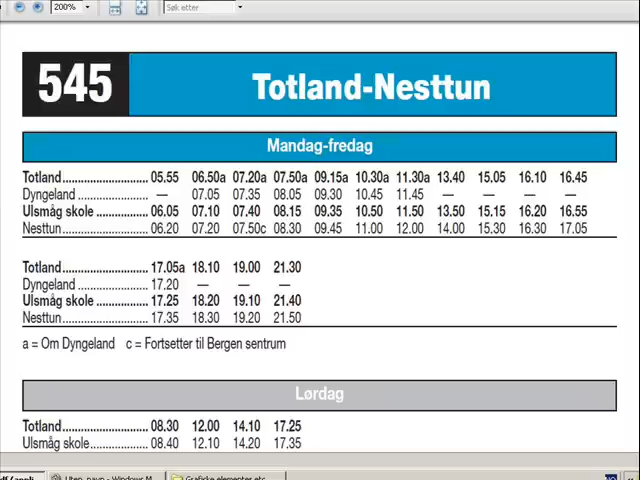 200% Søk etter
545 Totland-Nesttun
Mandag-fredag
Totland............................ 05.55 06.50a 07.20a 07.50a 09.15a 10.30a 11.30a 13.40 15.05 16.10 16.45
Dyngeland ....................... — 07.05 07.35 08.05 09.30 10.45 11.45 — — — —
Ulsmåg skole ................. 06.05 07.10 07.40 08.15 09.35 10.50 11.50 13.50 15.15 16.20 16.55
Nesttun............................ 06.20 07.20 07.50c 08.30 09.45 11.00 12.00 14.00 15.30 16.30 17.05
Totland............................ 17.05a 18.10 19.00 21.30
Dyngeland ....................... 17.20 — — —
Ulsmåg skole ................. 17.25 18.20 19.10 21.40
Nesttun............................ 17.35 18.30 19.20 21.50
a = Om Dyngeland c = Fortsetter til Bergen sentrum
Lørdag
Totland............................ 08.30 12.00 14.10 17.25
Ulsmåg skole................... 08.40 12.10 14.20 17.35
Uten navn - Windows M... Grafiske elementer etc